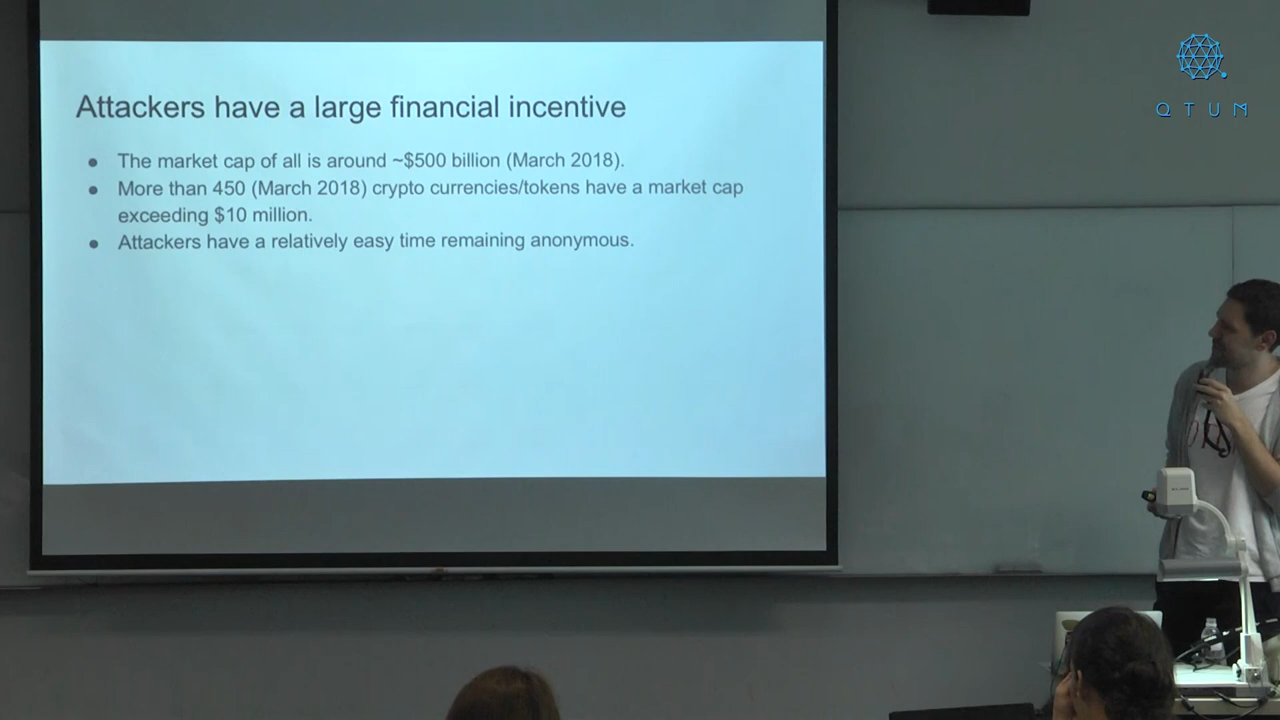 Attackers have a large financial incentive
● The market cap of all is around ~$500 billion (March 2018).
● More than 450 (March 2018) crypto currencies/tokens have a market cap
exceeding $10 million.
● Attackers have a relatively easy time remaining anonymous.
QTUM